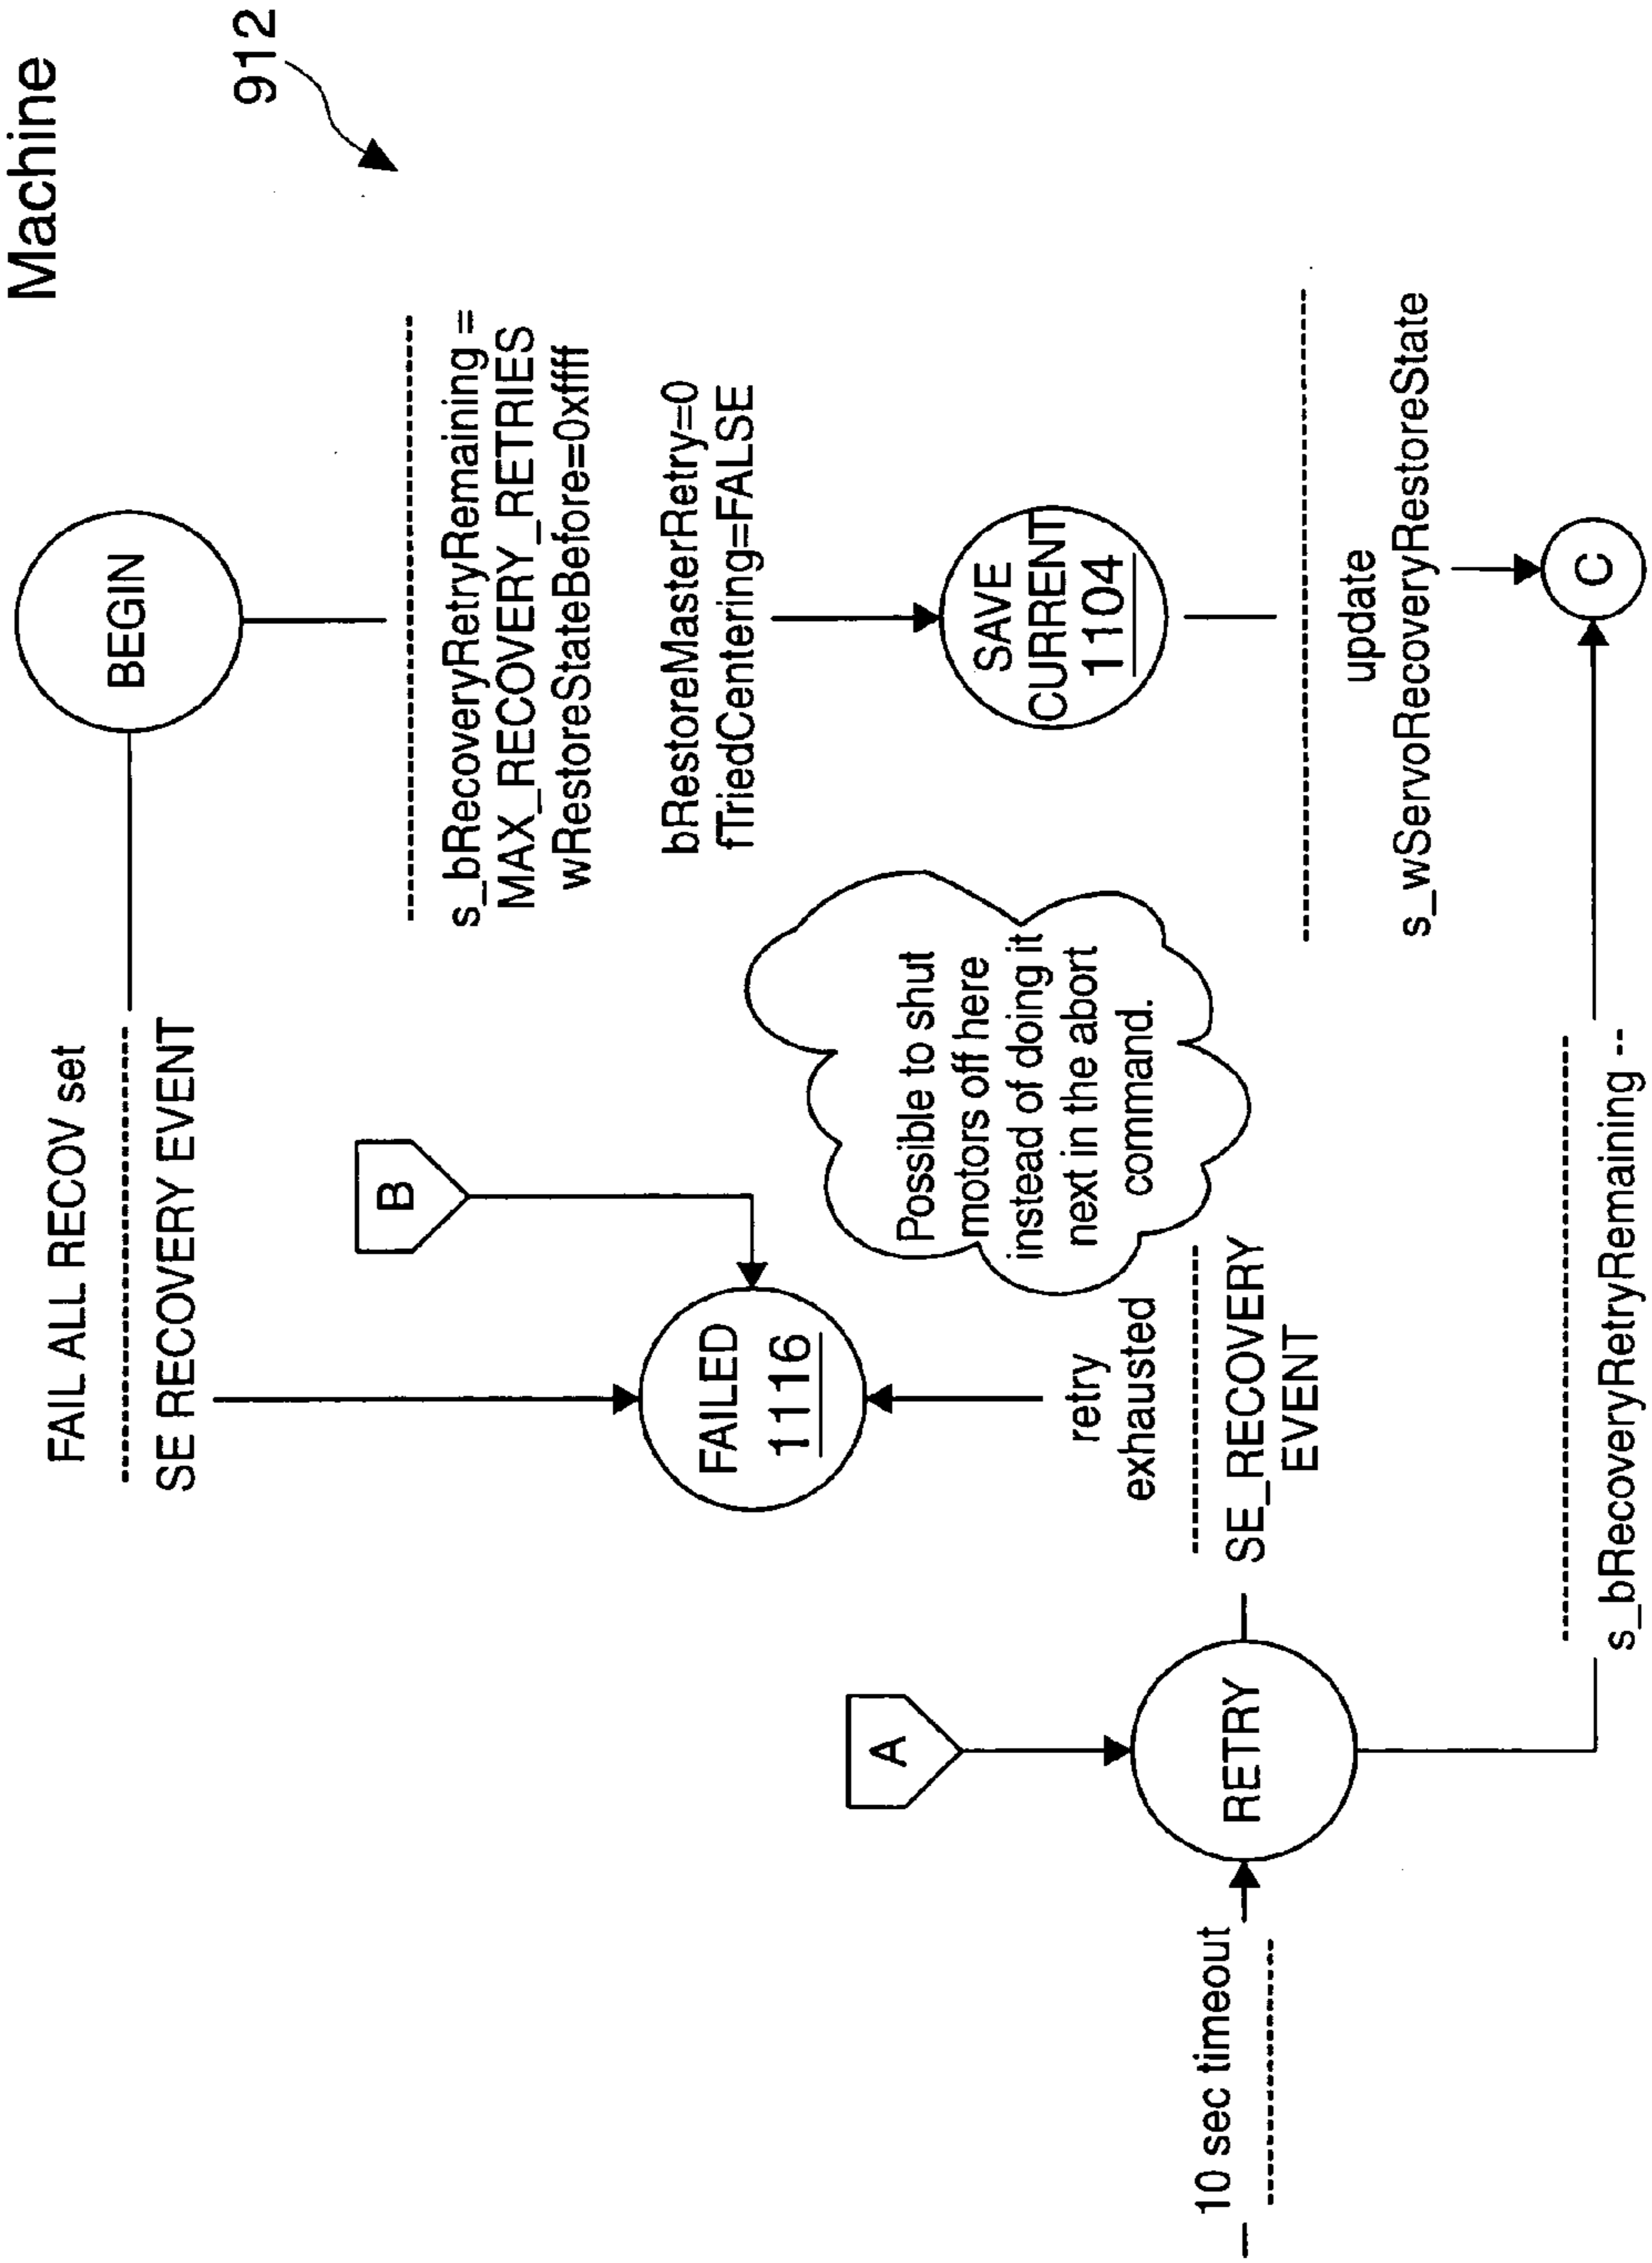 Machine
912
BEGIN
FAIL ALL RECOV set
SE RECOVERY EVENT
s_bRecoveryRetryRemaining =
MAX_RECOVERY_RETRIES
wRestoreStateBefore=0xffff
bRestoreMasterRetry=0
fTriedCentering=FALSE
B
FAILED
1116
SAVE
CURRENT
1104
Possible to shut
motors off here
instead of doing it
next in the abort
command.
retry
exhausted
SE_RECOVERY
EVENT
A
RETRY
10 sec timeout
update
s_wServoRecoveryRestoreState
C
s_bRecoveryRetryRemaining --